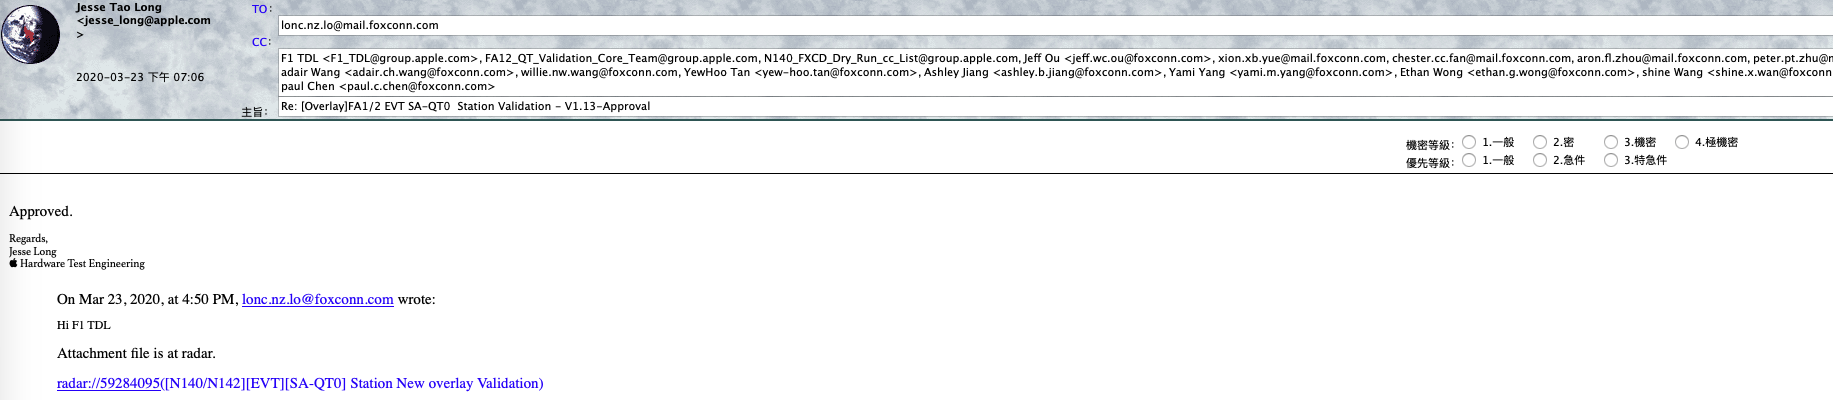 Jesse Tao Long
<jesse_long@apple.com
>
2020-03-23 下午 07:06
TO:
lonc.nz.lo@mail.foxconn.com
CC:
F1 TDL <F1_TDL@group.apple.com>, FA12_QT_Validation_Core_Team@group.apple.com, N140_FXCD_Dry_Run_cc_List@group.apple.com, Jeff Ou <jeff.wc.ou@foxconn.com>, xion.xb.yue@mail.foxconn.com, chester.cc.fan@mail.foxconn.com, aron.fl.zhou@mail.foxconn.com, peter.pt.zhu@
adair Wang <adair.ch.wang@foxconn.com>, willie.nw.wang@foxconn.com, YewHoo Tan <yew-hoo.tan@foxconn.com>, Ashley Jiang <ashley.b.jiang@foxconn.com>, Yami Yang <yami.m.yang@foxconn.com>, Ethan Wong <ethan.g.wong@foxconn.com>, shine Wang <shine.x.wan@foxconn
paul Chen <paul.c.chen@foxconn.com>
主旨:
Re: [Overlay]FA1/2 EVT SA-QT0 Station Validation - V1.13-Approval
機密等級: 1.一般 2.密 3.機密 4.極機密
優先等級: 1.一般 2.急件 3.特急件
Approved.
Regards,
Jesse Long
Hardware Test Engineering
On Mar 23, 2020, at 4:50 PM, lonc.nz.lo@foxconn.com wrote:
Hi F1 TDL
Attachment file is at radar.
radar://59284095([N140/N142][EVT][SA-QT0] Station New overlay Validation)